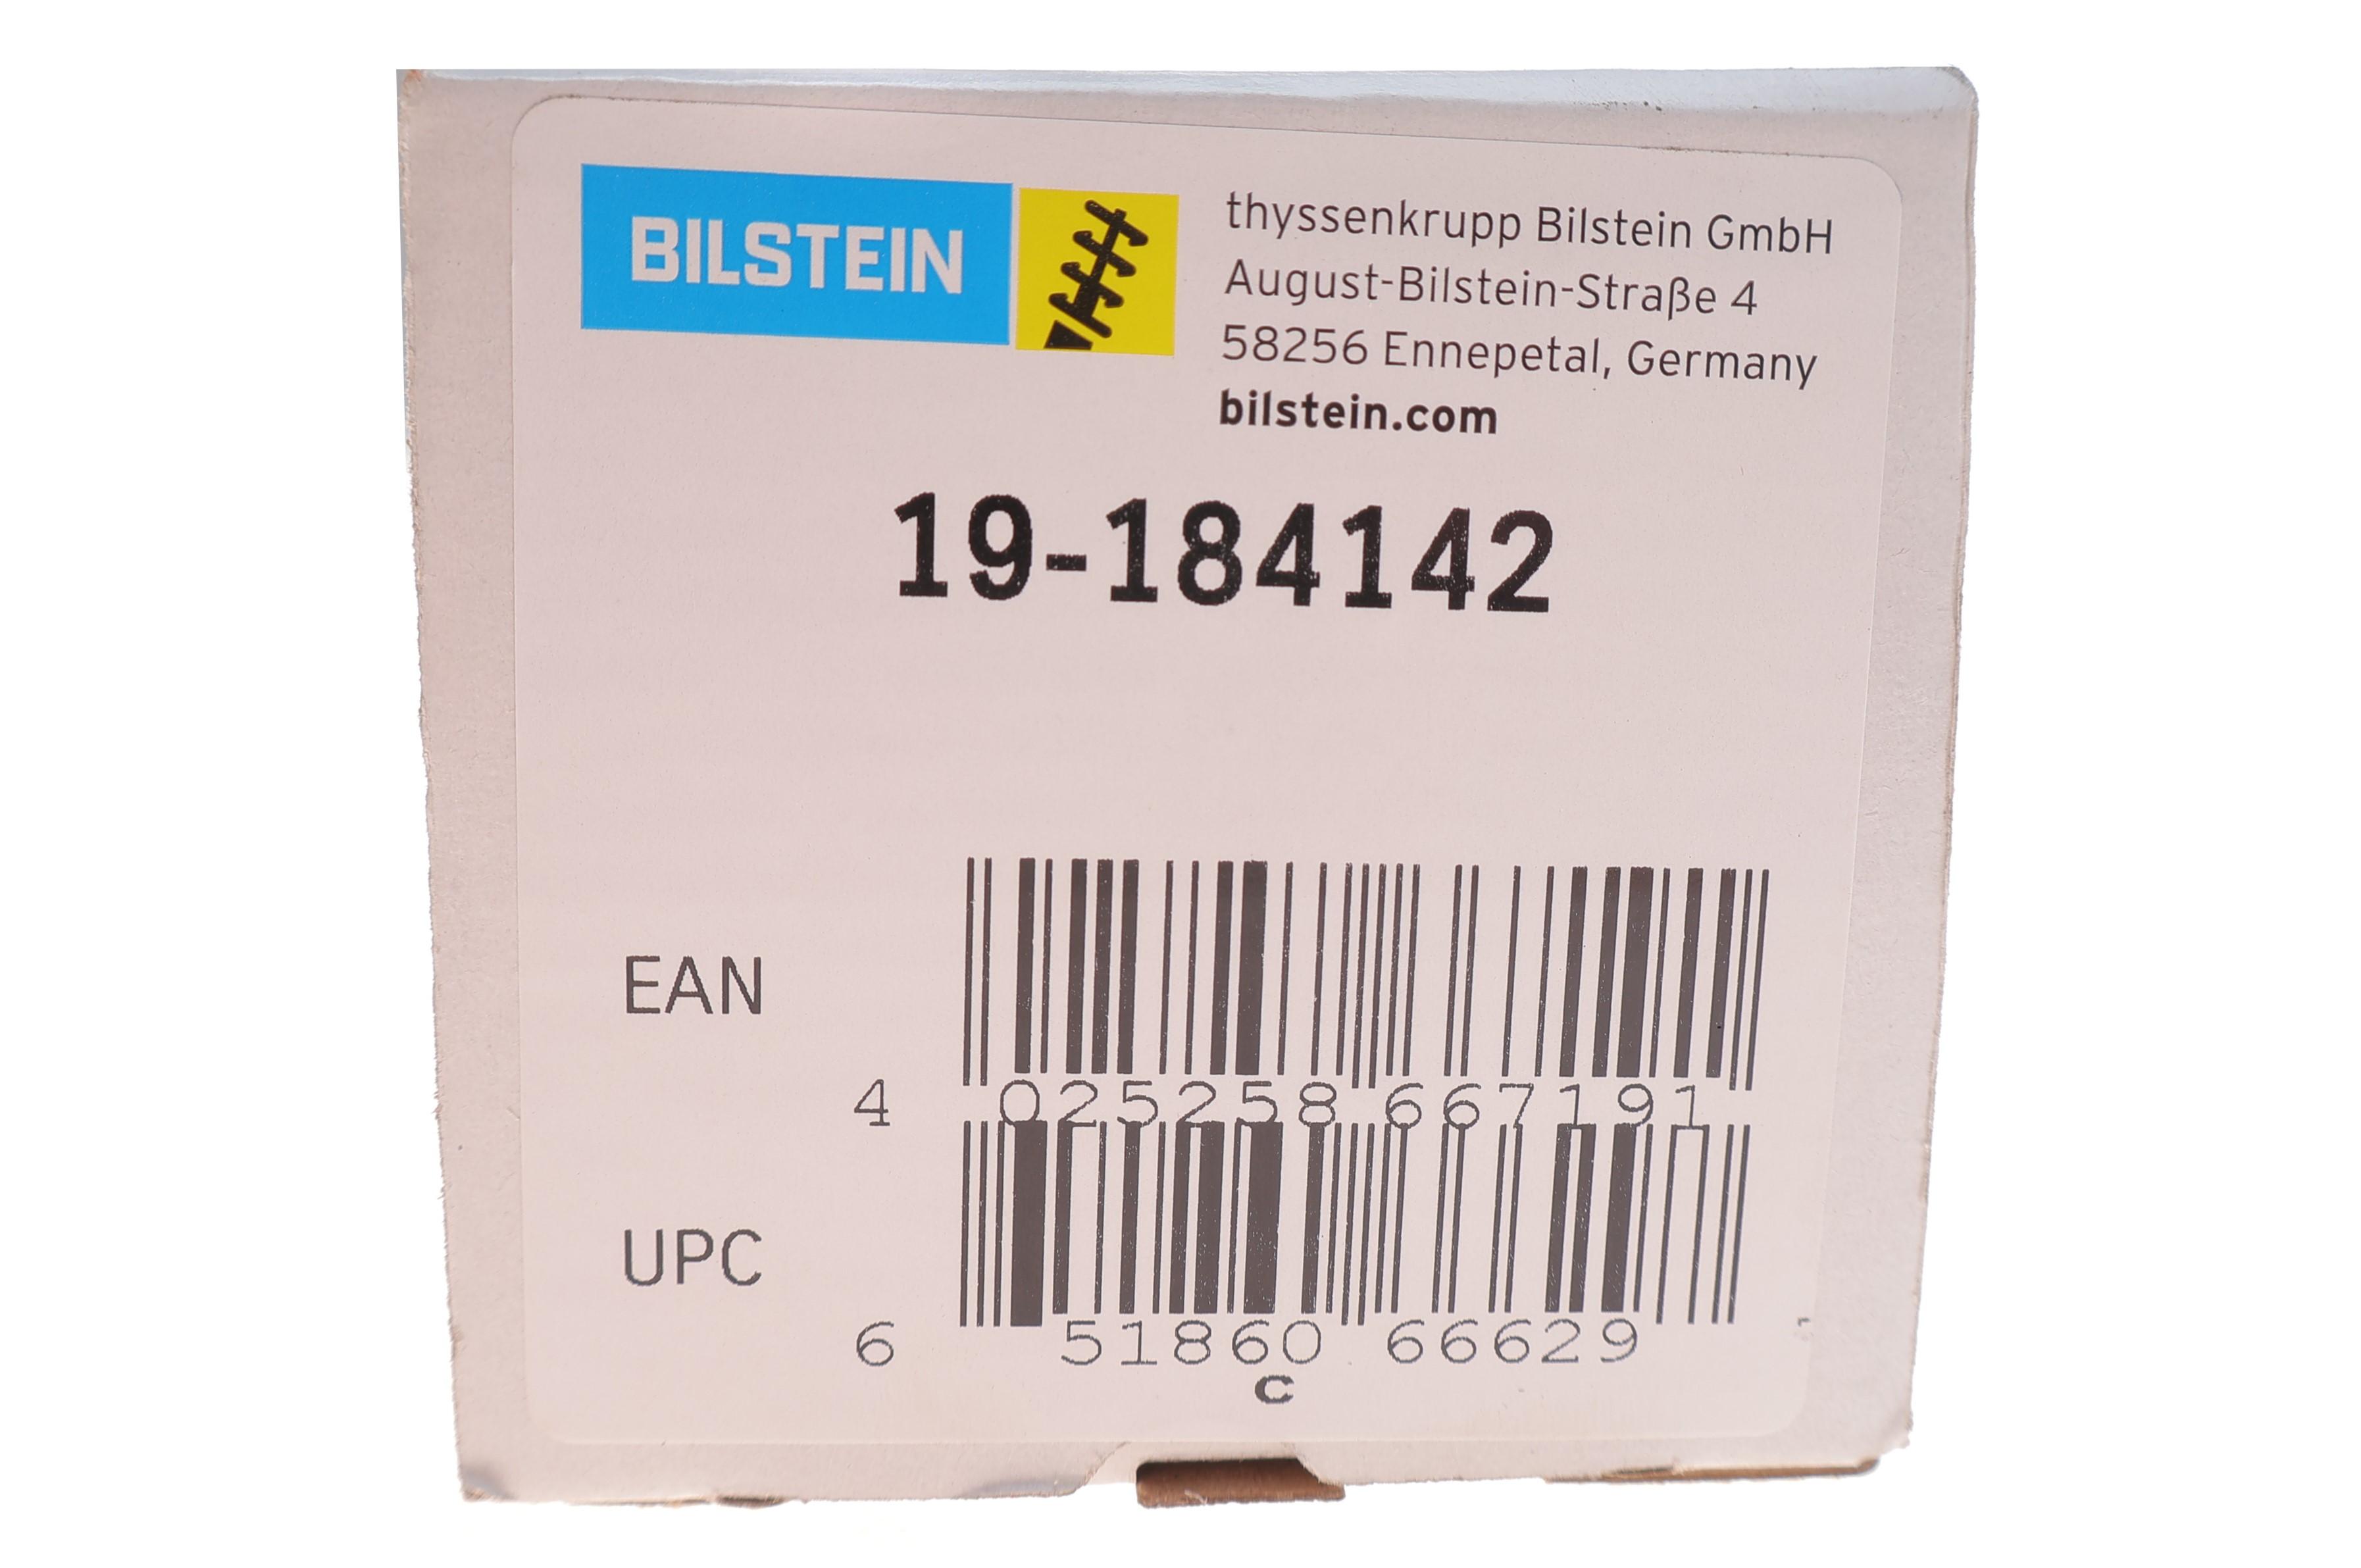 BILSTEIN
thyssenkrupp Bilstein GmbH
August-Bilstein-Straße 4
58256 Ennepetal, Germany
bilstein.com
19-184142
EAN
4 025258 667191
UPC
6 51860 66629
C